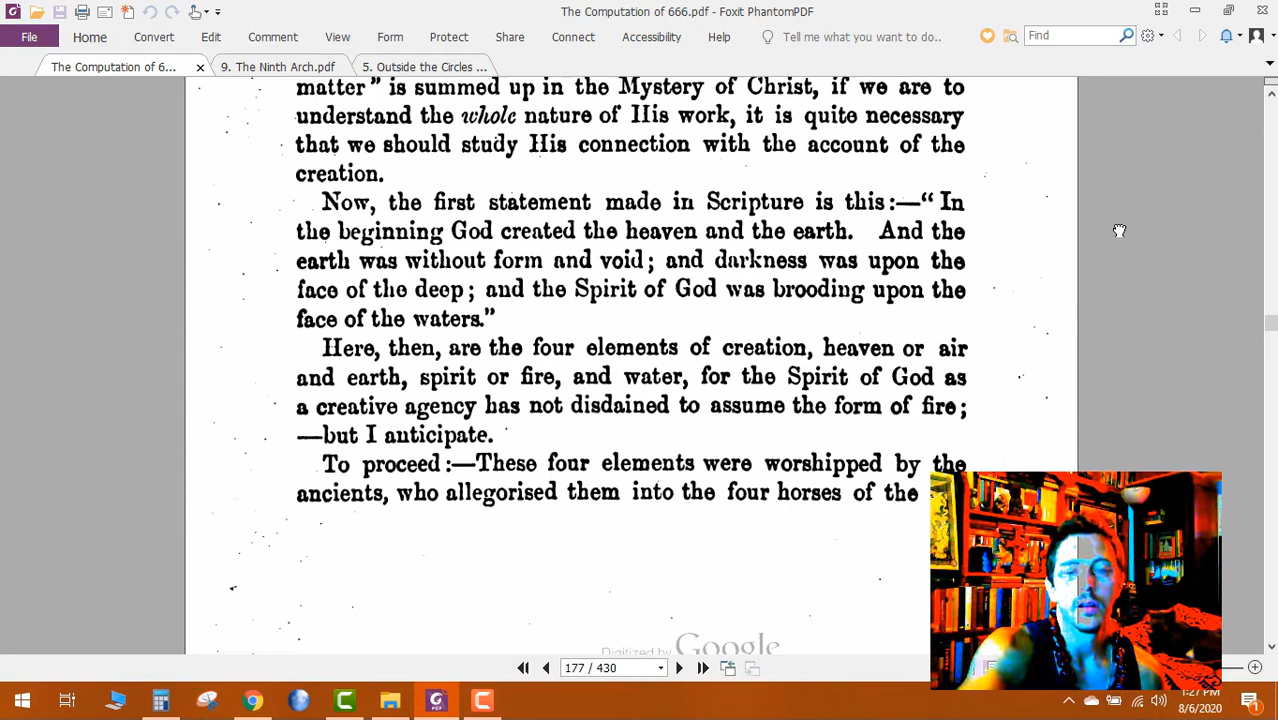 The Computation of 666.pdf - Foxit PhantomPDF
File Home Convert Edit Comment View Form Protect Share Connect Accessibility Help Tell me what you want to do.. Find
The Computation of 6... 9. The Ninth Arch.pdf 5. Outside the Circles ...
matter” is summed up in the Mystery of Christ, if we are to
understand the whole nature of His work, it is quite necessary
that we should study His connection with the account of the
creation.
Now, the first statement made in Scripture is this:—“ In
the beginning God created the heaven and the earth. And the
earth was without form and void; and darkness was upon the
face of the deep; and the Spirit of God was brooding upon the
face of the waters.”
Here, then, are the four elements of creation, heaven or air
and earth, spirit or fire, and water, for the Spirit of God as
a creative agency has not disdained to assume the form of fire;
—but I anticipate.
To proceed:—These four elements were worshipped by the
ancients, who allegorised them into the four horses of the
Digitized by Google
177 / 430
1:27 PM
8/6/2020